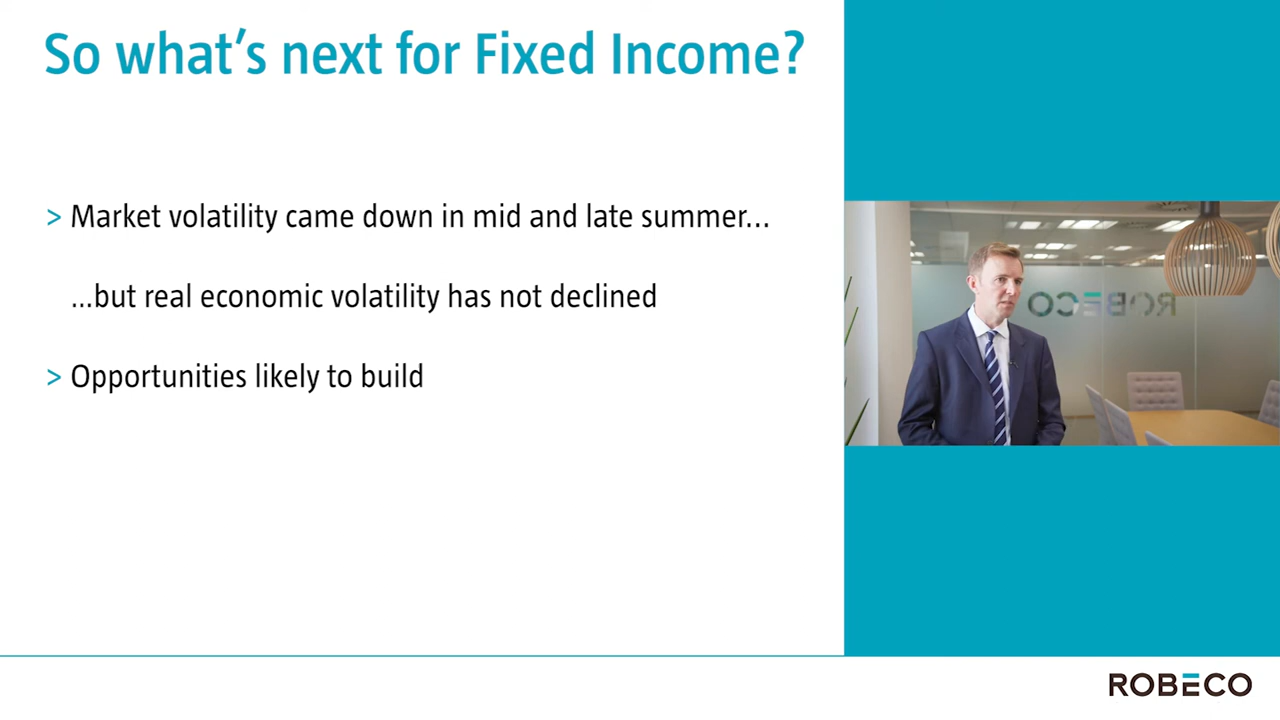 So what's next for Fixed Income?
> Market volatility came down in mid and late summer...
...but real economic volatility has not declined
> Opportunities likely to build
ROBECO
ROBECO